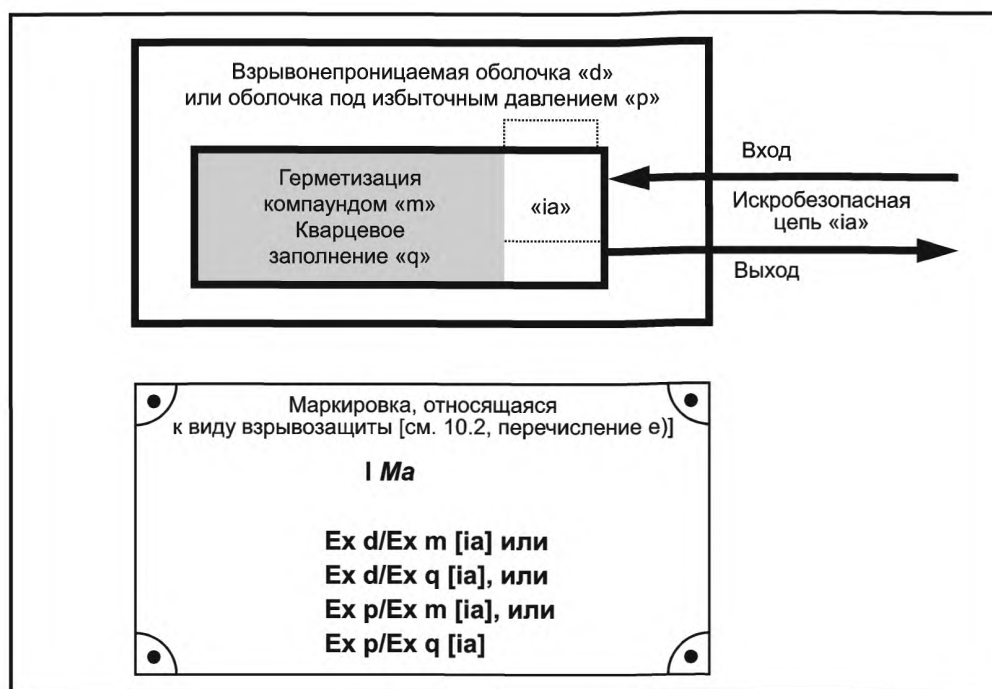 Взрывонепроницаемая оболочка «d»
или оболочка под избыточным давлением «p»
Герметизация
компаундом «m»
Кварцевое
заполнение «q»
«ia»
Вход
Искробезопасная
цепь «ia»
Выход
Маркировка, относящаяся
к виду взрывозащиты [см. 10.2, перечисление е)]
I Ma
Ex d/Ex m [ia] или
Ex d/Ex q [ia], или
Ex p/Ex m [ia], или
Ex p/Ex q [ia]